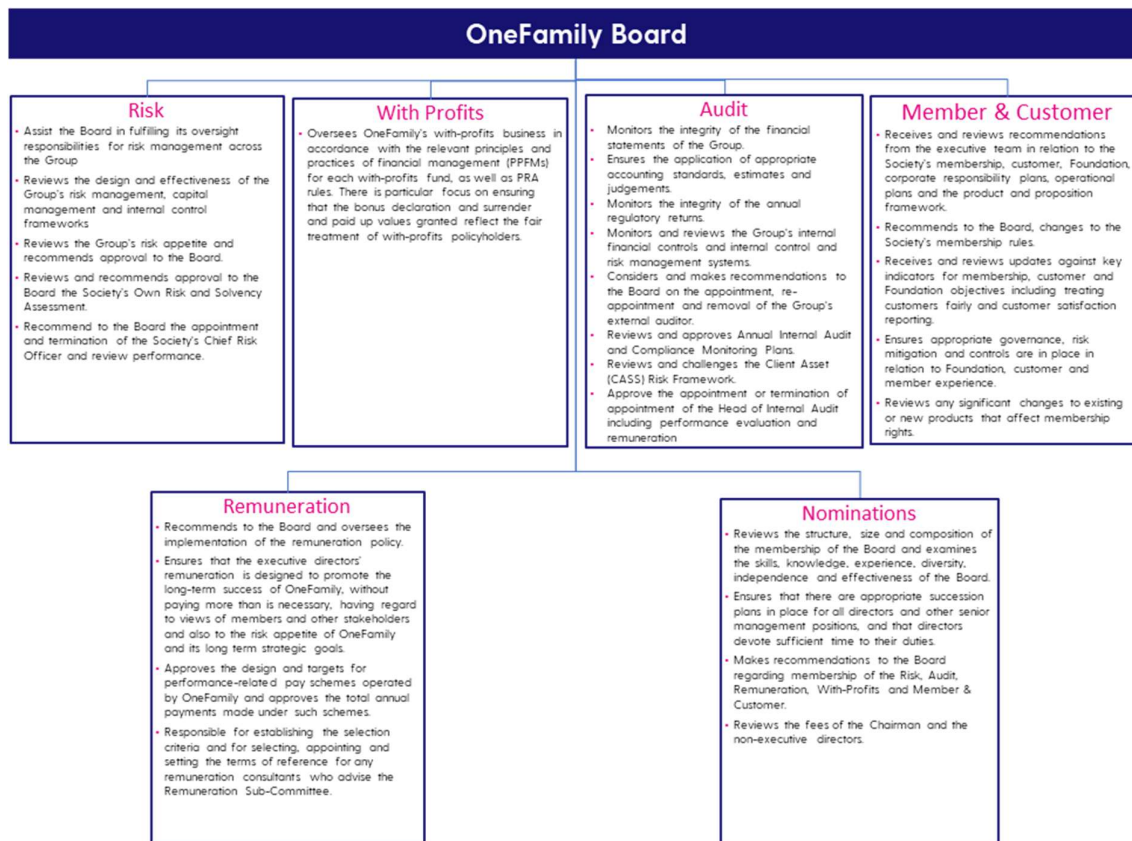 OneFamily Board
Risk
• Assist the Board in fulfilling its oversight
responsibilities for risk management across
the Group
• Reviews the design and effectiveness of the
Group's risk management, capital
management and internal control
frameworks
• Reviews the Group's risk appetite and
recommends approval to the Board.
• Reviews and recommends approval to the
Board the Society's Own Risk and Solvency
Assessment.
• Recommend to the Board the appointment
and termination of the Society's Chief Risk
Officer and review performance.
With Profits
• Oversees OneFamily's with-profits business in
accordance with the relevant principles and
practices of financial management (PPFMs)
for each with-profits fund, as well as PRA
rules. There is particular focus on ensuring
that the bonus declaration and surrender
and paid up values granted reflect the fair
treatment of with-profits policyholders.
Audit
• Monitors the integrity of the financial
statements of the Group.
• Ensures the application of appropriate
accounting standards, estimates and
judgements.
• Monitors the integrity of the annual
regulatory returns.
• Monitors and reviews the Group's internal
financial controls and internal control and
risk management systems.
• Considers and makes recommendations to
the Board on the appointment, re-
appointment and removal of the Group's
external auditor.
• Reviews and approves Annual Internal Audit
and Compliance Monitoring Plans.
• Reviews and challenges the Client Asset
(CASS) Risk Framework.
• Approve the appointment or termination of
appointment of the Head of Internal Audit
including performance evaluation and
remuneration
Member & Customer
• Receives and reviews recommendations
from the executive team in relation to the
Society's membership, customer, Foundation,
corporate responsibility plans, operational
plans and the product and proposition
framework.
• Recommends to the Board, changes to the
Society's membership rules.
• Receives and reviews updates against key
indicators for membership, customer and
Foundation objectives including treating
customers fairly and customer satisfaction
reporting.
• Ensures appropriate governance, risk
mitigation and controls are in place in
relation to Foundation, customer and
member experience.
• Reviews any significant changes to existing
or new products that affect membership
rights.
Remuneration
• Recommends to the Board and oversees the
implementation of the remuneration policy.
• Ensures that the executive directors'
remuneration is designed to promote the
long-term success of OneFamily, without
paying more than is necessary, having regard
to views of members and other stakeholders
and also to the risk appetite of OneFamily
and its long term strategic goals.
• Approves the design and targets for
performance-related pay schemes operated
by OneFamily and approves the total annual
payments made under such schemes.
• Responsible for establishing the selection
criteria and for selecting, appointing and
setting the terms of reference for any
remuneration consultants who advise the
Remuneration Sub-Committee.
Nominations
• Reviews the structure, size and composition of
the membership of the Board and examines
the skills, knowledge, experience, diversity,
independence and effectiveness of the Board.
• Ensures that there are appropriate succession
plans in place for all directors and other senior
management positions, and that directors
devote sufficient time to their duties.
• Makes recommendations to the Board
regarding membership of the Risk, Audit,
Remuneration, With-Profits and Member &
Customer.
• Reviews the fees of the Chairman and the
non-executive directors.